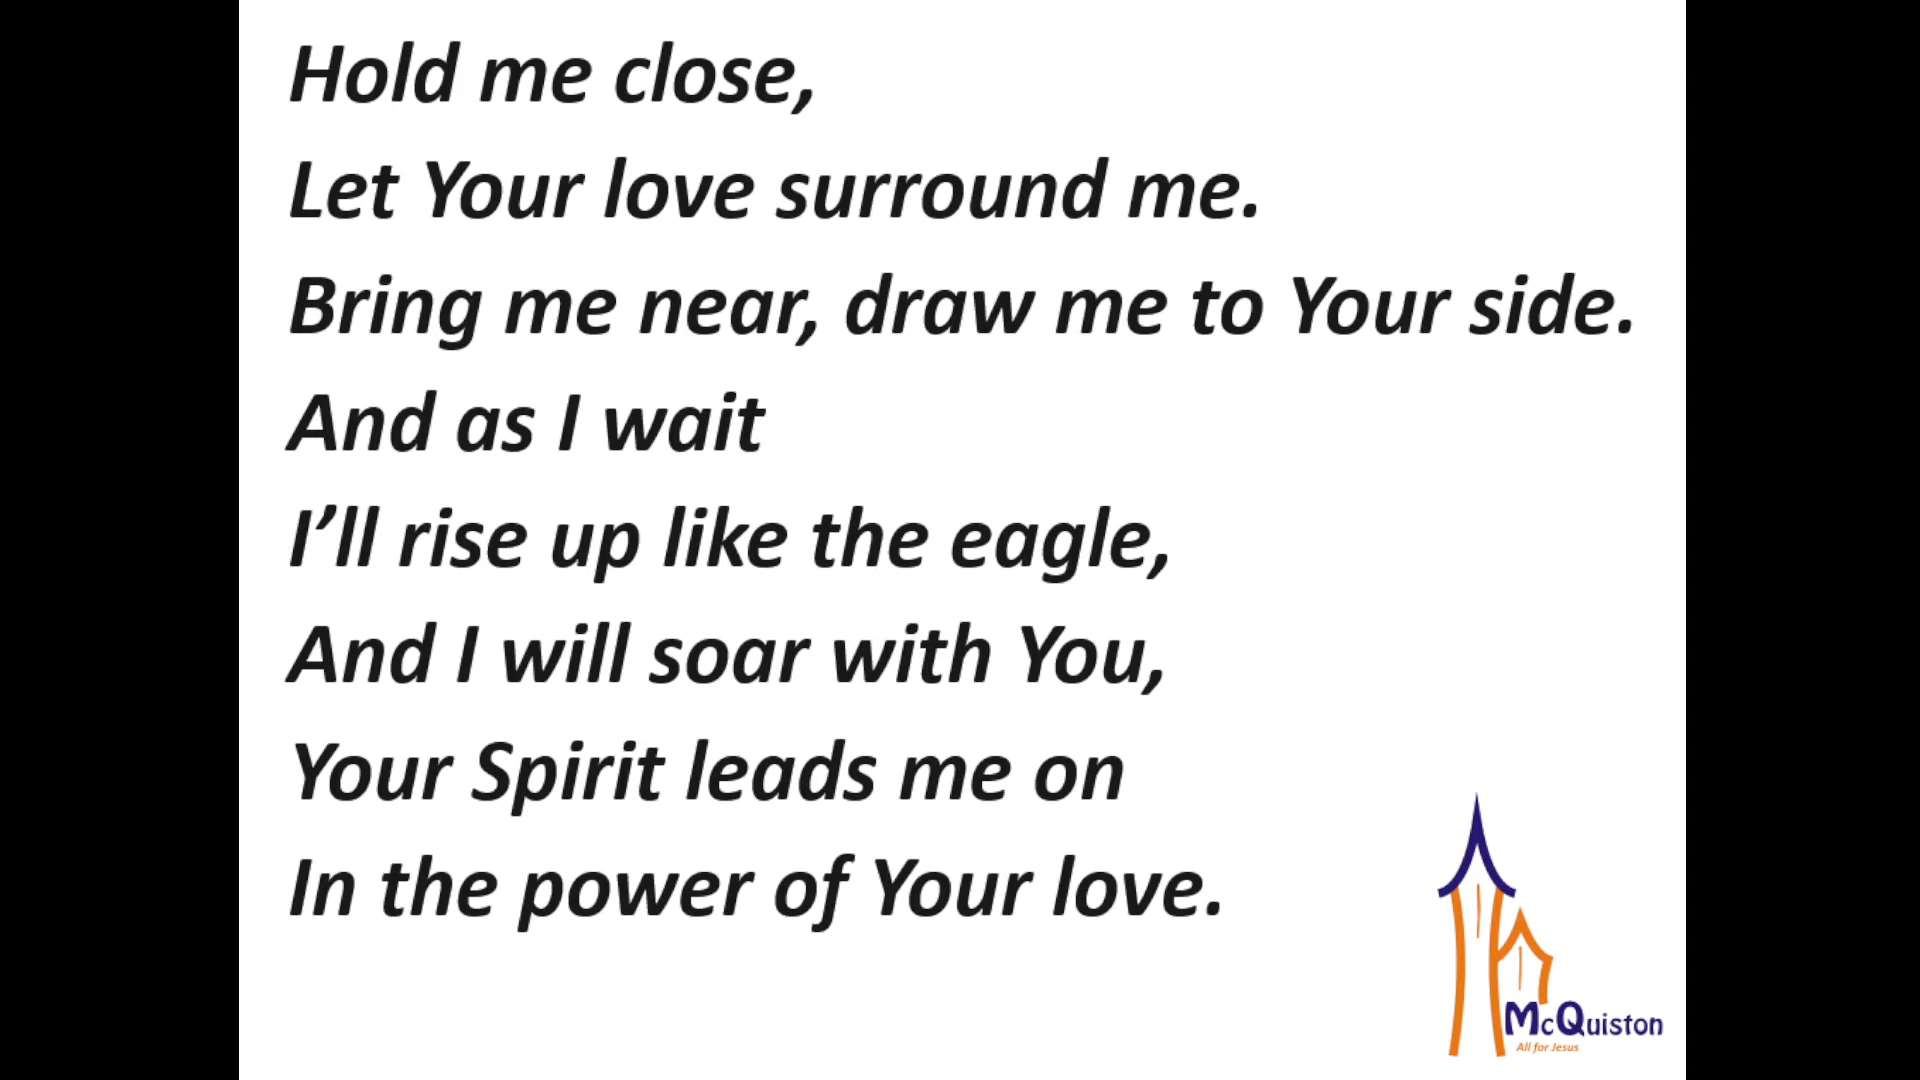 Hold me close,
Let Your love surround me.
Bring me near, draw me to Your side.
And as I wait
I’ll rise up like the eagle,
And I will soar with You,
Your Spirit leads me on
In the power of Your love.
McQuiston
All for Jesus